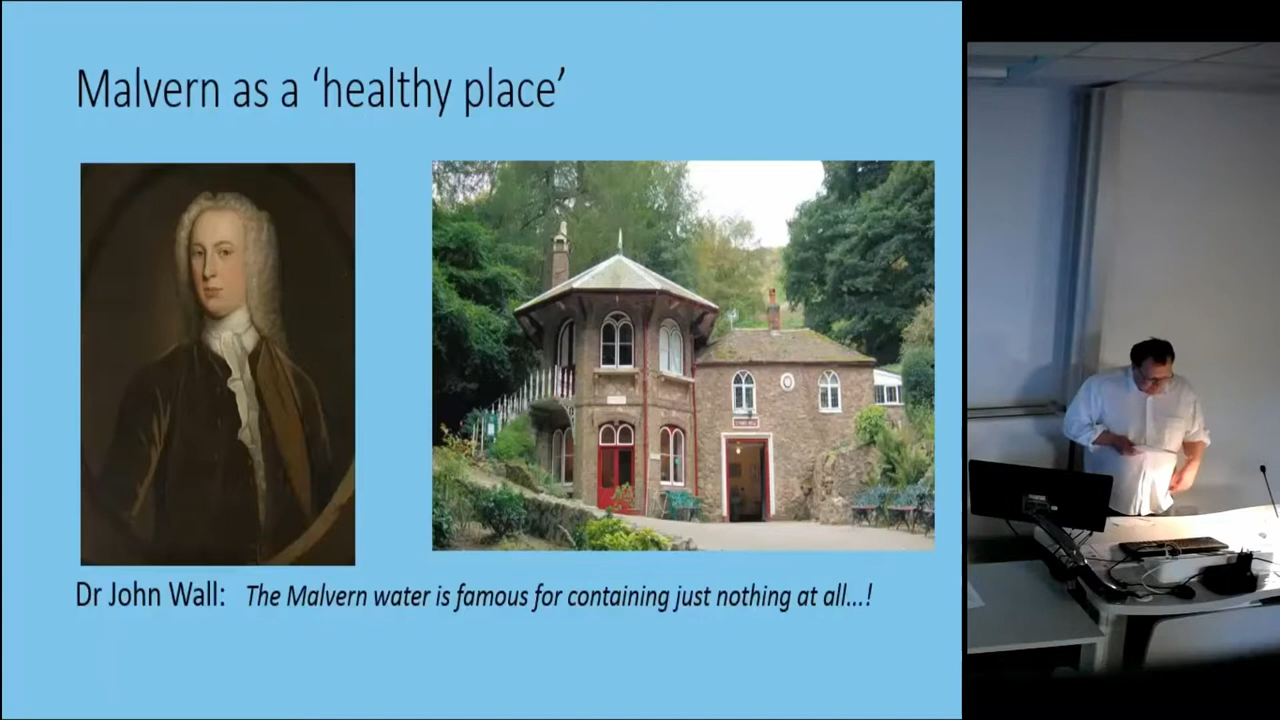 Malvern as a ‘healthy place’
Dr John Wall: The Malvern water is famous for containing just nothing at all...!